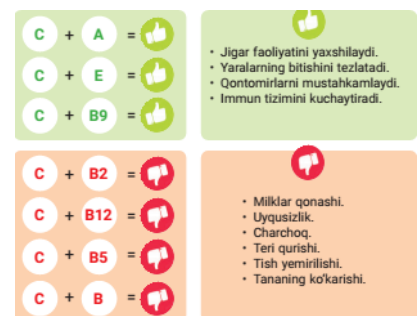 C + A =
C + E =
C + B9 =
• Jigar faoliyatini yaxshilaydi.
• Yaralarning bitishini tezlatadi.
• Qontomirlarni mustahkamlaydi.
• Immun tizimini kuchaytiradi.
C + B2 =
C + B12 =
C + B5 =
C + B =
• Milklar qonashi.
• Uyqusizlik.
• Charchoq.
• Teri qurishi.
• Tish yemirilishi.
• Tananing ko'karishi.